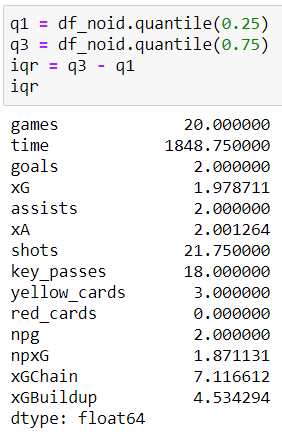 q1 = df_noid.quantile(0.25)
q3 = df_noid.quantile(0.75)
iqr = q3 - q1
iqr
games 20.000000
time 1848.750000
goals 2.000000
xG 1.978711
assists 2.000000
xA 2.001264
shots 21.750000
key_passes 18.000000
yellow_cards 3.000000
red_cards 0.000000
npg 2.000000
npxG 1.871131
xGChain 7.116612
xGBuildup 4.534294
dtype: float64